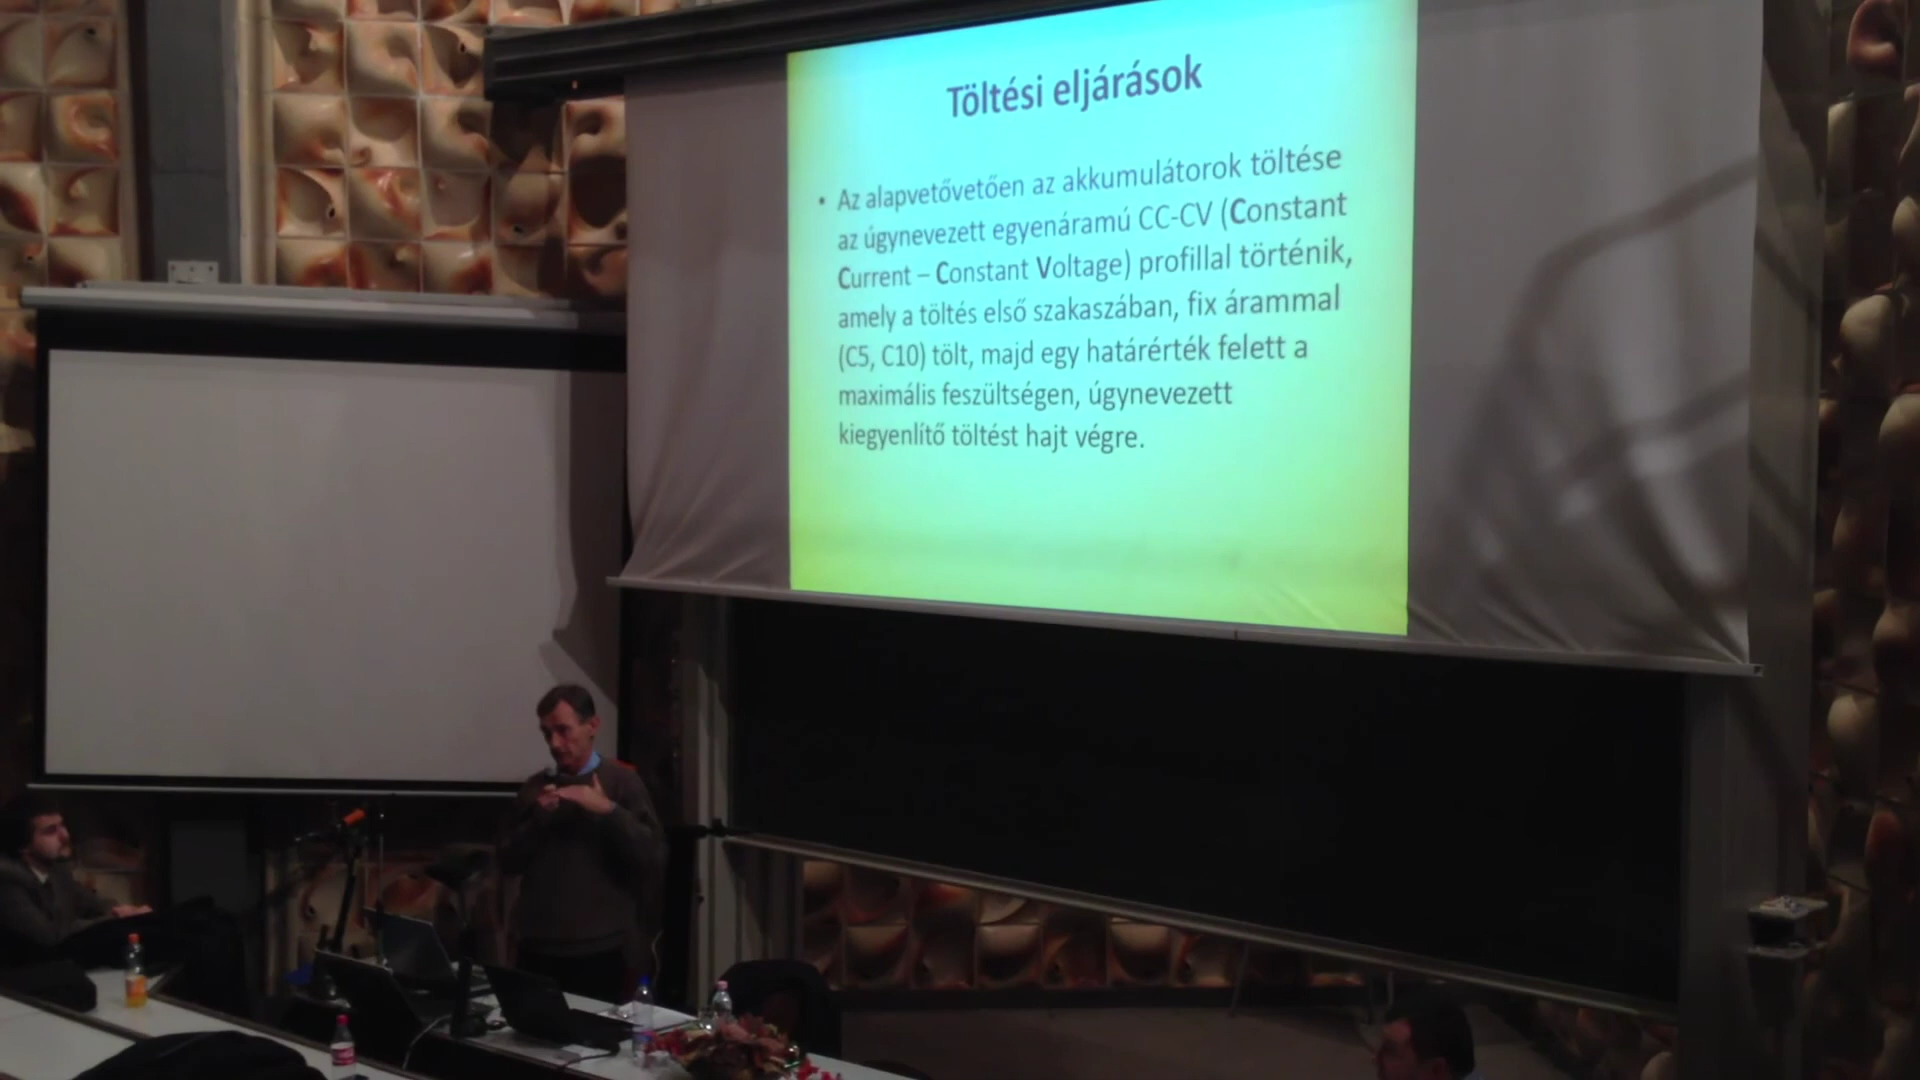 Töltési eljárások
• Az alapvetővetően az akkumulátorok töltése
az úgynevezett egyenáramú CC-CV (Constant
Current – Constant Voltage) profillal történik,
amely a töltés első szakaszában, fix árammal
(C5, C10) tölt, majd egy határérték felett a
maximális feszültségen, úgynevezett
kiegyenlítő töltést hajt végre.